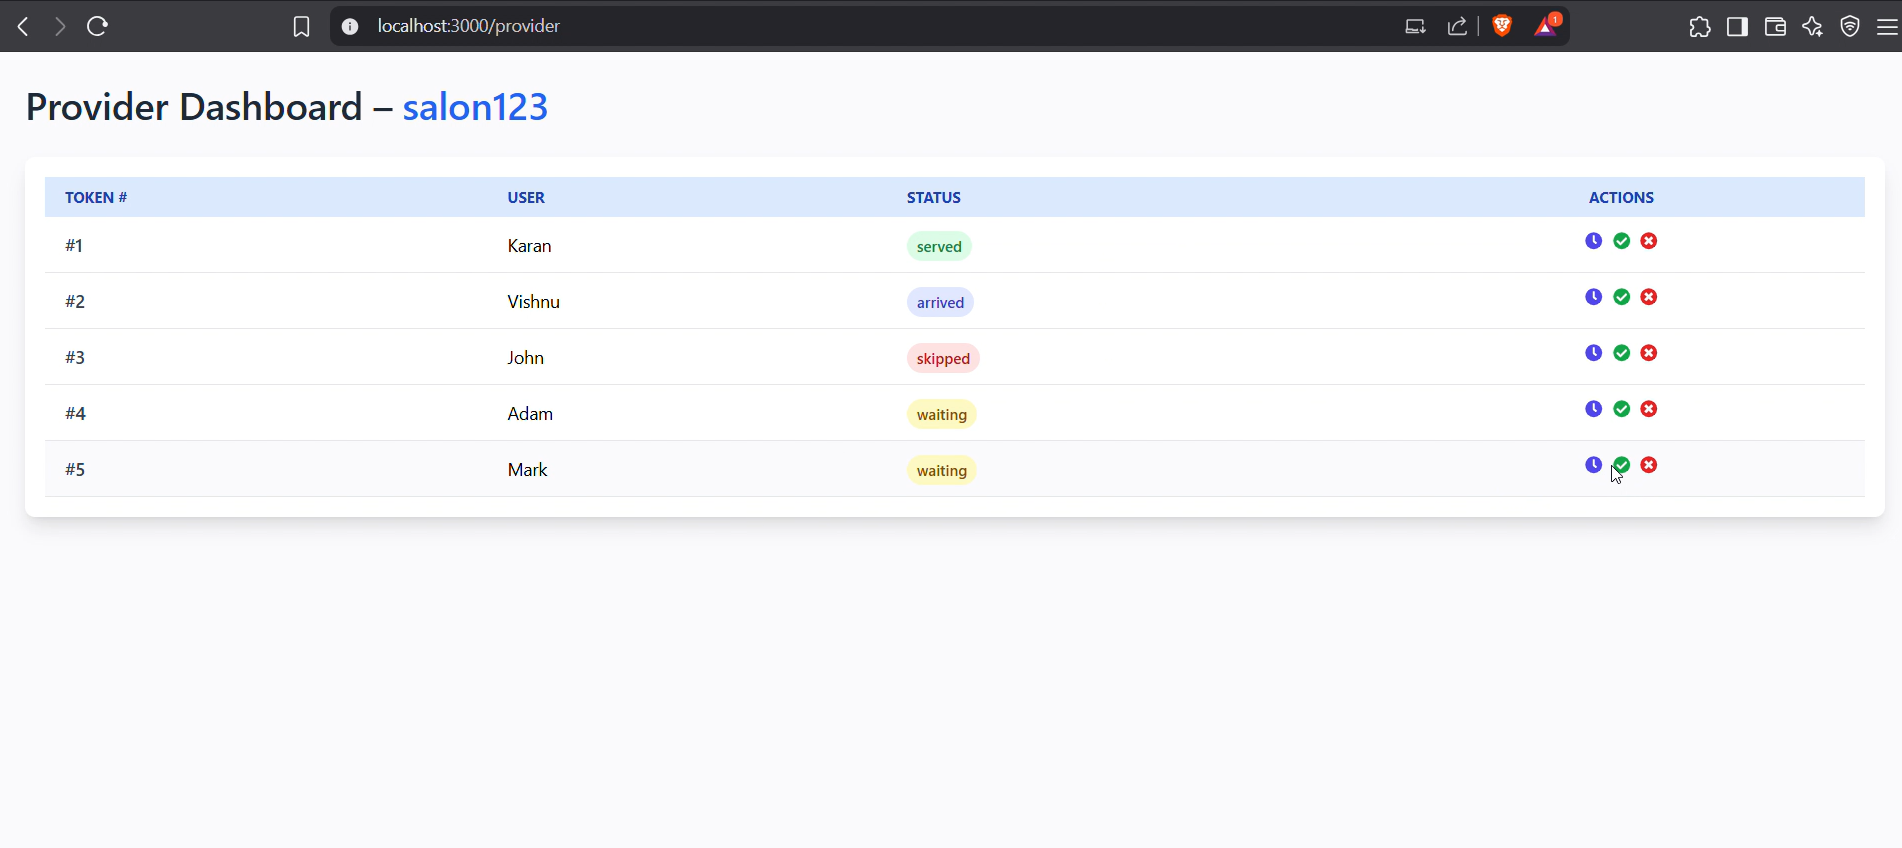 localhost:3000/provider
1
Provider Dashboard – salon123
TOKEN # USER STATUS ACTIONS
#1 Karan served
#2 Vishnu arrived
#3 John skipped
#4 Adam waiting
#5 Mark waiting